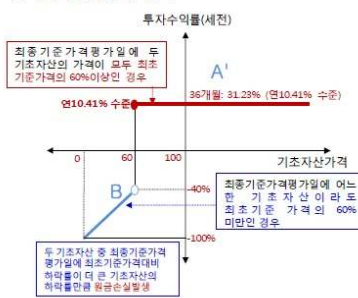 투자수익률(세전)
최종기준가격평가일에 두
기초자산의 가격이 모두 최초
기준가격의 60%이상인 경우
A'
36개월: 31.23% (연10.41% 수준)
연10.41% 수준
0
60
100
기초자산가격
B
-40%
최종기준가격평가일에 어느
한 기초자산이라도
최초기준 가격의 60%
미만인 경우
-100%
두 기초자산 중 최종기준가격
평가일에 최초기준가격대비
하락률이 더 큰 기초자산의
하락률만큼 원금손실발생